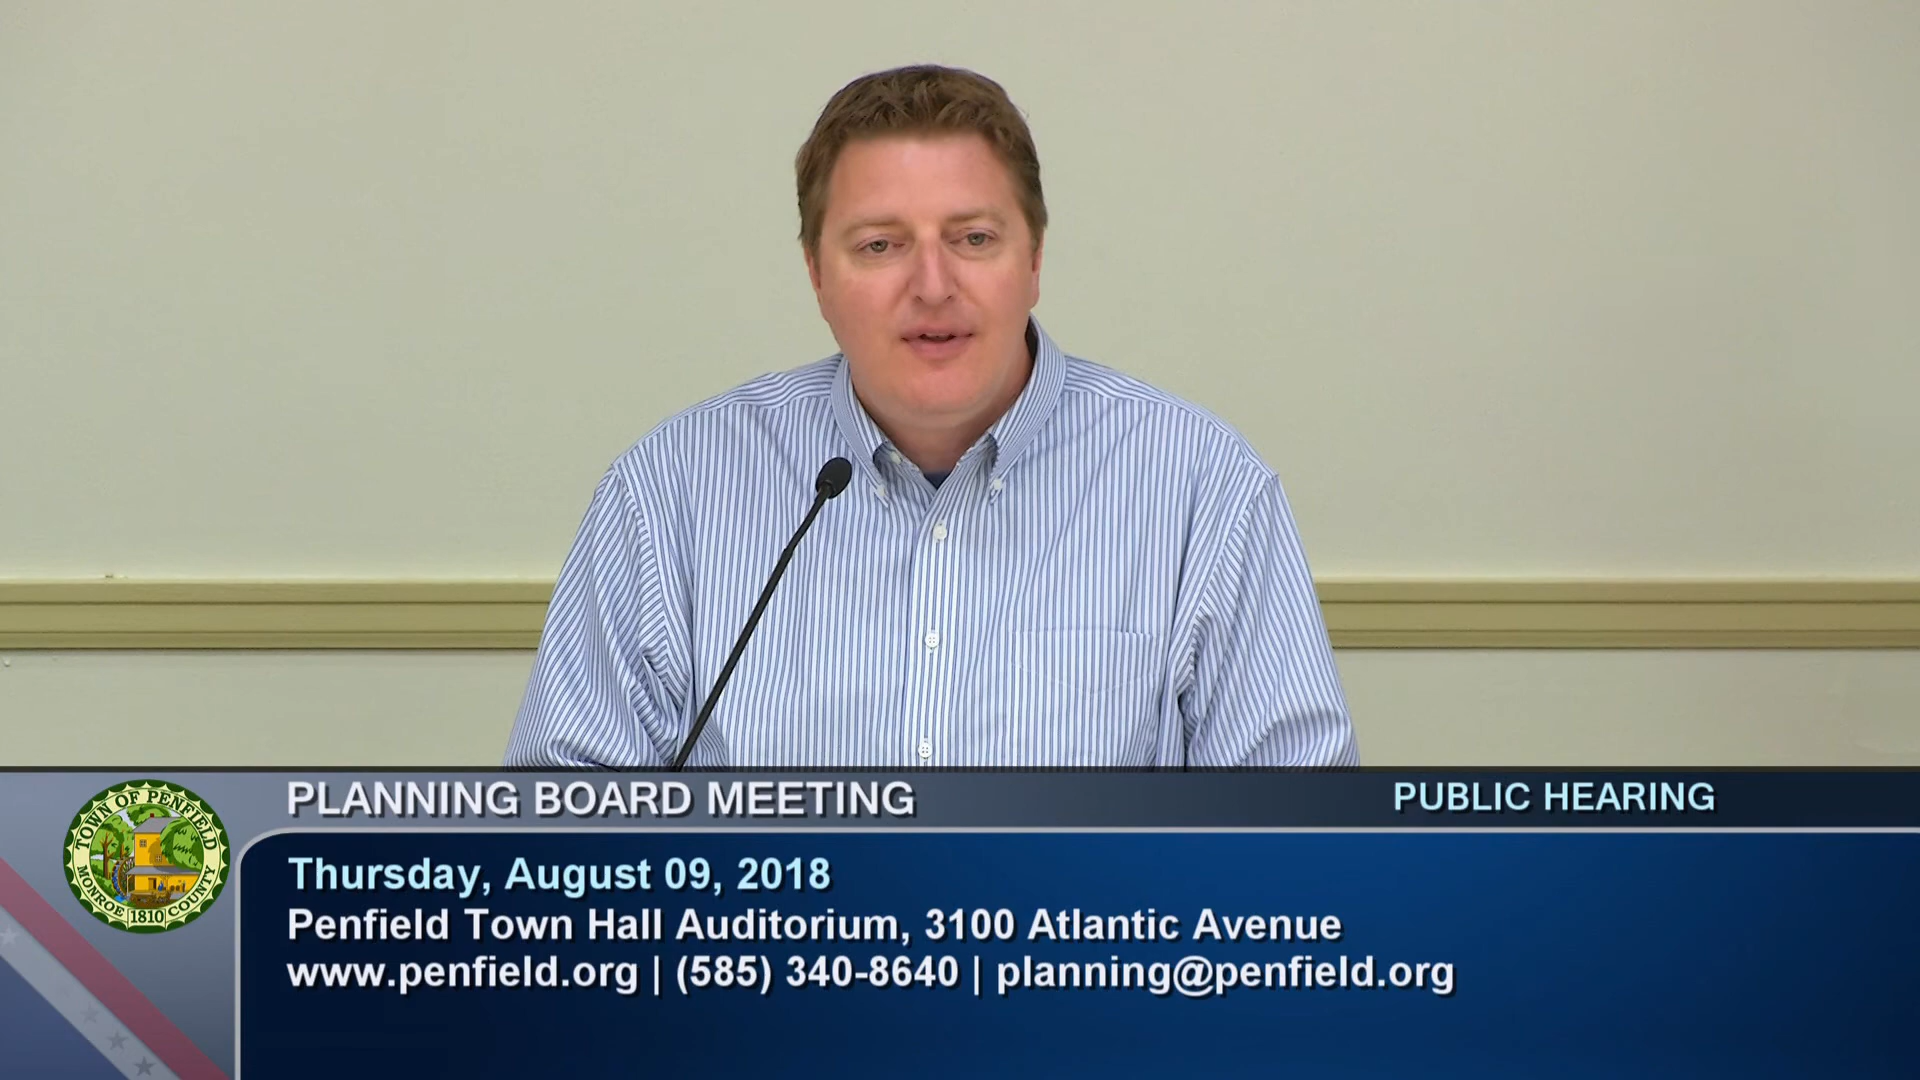 PLANNING BOARD MEETING
PUBLIC HEARING
TOWN OF PENFIELD
MONROE 1810 COUNTY
Thursday, August 09, 2018
Penfield Town Hall Auditorium, 3100 Atlantic Avenue
www.penfield.org | (585) 340-8640 | planning@penfield.org